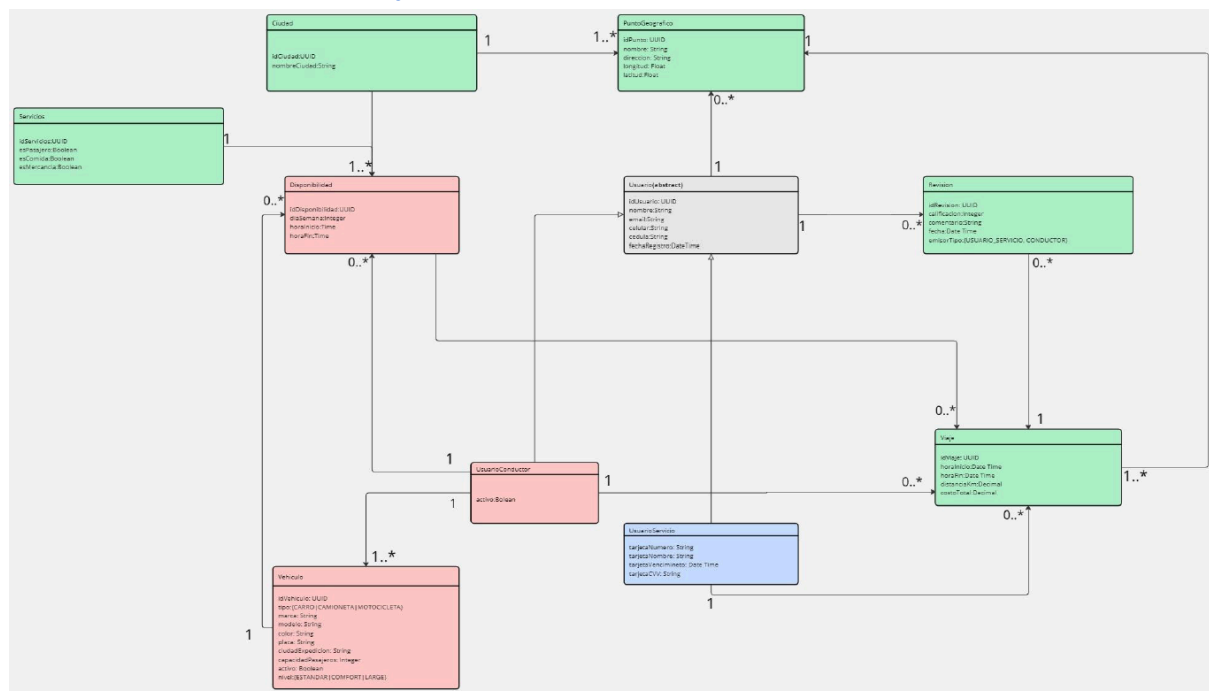 Ciudad
idCiudad:UUID
nombreCiudad:String
1
1..*
PuntoGeografico
idPunto: UUID
nombre: String
direccion: String
longitud: Float
latitud:Float
1
0..*
Servicios
idServicios:UUID
esPasajero:Boolean
esComida:Boolean
esMercancia:Boolean
1
1..*
0..*
Disponibilidad
idDisponibilidad:UUID
diaSemana:Integer
horaInicio:Time
horaFin:Time
0..*
1
Usuario(abstract)
idUsuario: UUID
nombre:String
email:String
celular:String
cedula:String
fechaRegistro:DateTime
1
0..*
Revision
idRevision: UUID
calificacion:Integer
comentario:String
fecha:Date Time
emisorTipo:{USUARIO_SERVICIO, CONDUCTOR}
0..*
0..*
1
Viaje
idViaje: UUID
horaInicio:Date Time
horaFin:Date Time
distanciaKm:Decimal
costoTotal:Decimal
1..*
0..*
0..*
1
UsuarioConductor
activo:Bolean
1
1
1..*
UsuarioServicio
tarjetaNumero: String
tarjetaNombre: String
tarjetaVencimineto: Date Time
tarjetaCVV: String
1
Vehiculo
idVehiculo: UUID
tipo:{CARRO|CAMIONETA|MOTOCICLETA}
marca: String
modelo: String
color: String
placa: String
ciudadExpedicion: String
capacidadPasajeros: Integer
activo: Boolean
nivel:{ESTANDAR|COMFORT|LARGE}
1